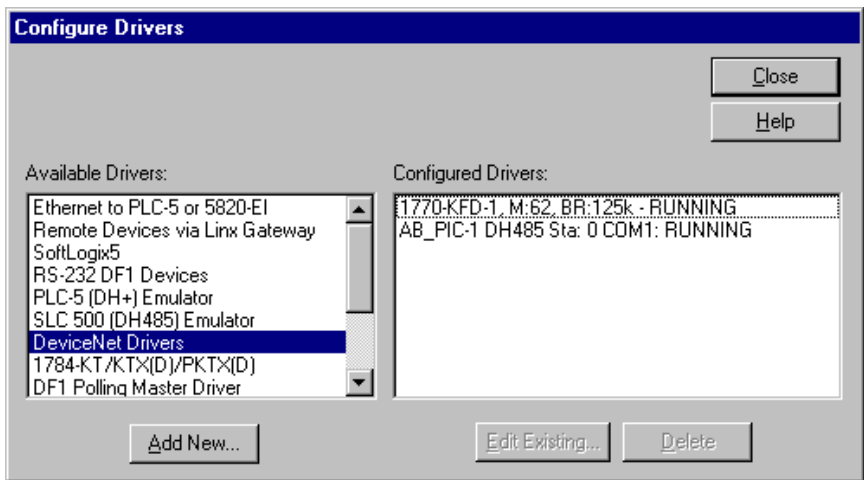 Configure Drivers
Close
Help
Available Drivers:
Ethernet to PLC-5 or 5820-EI
Remote Devices via Linx Gateway
SoftLogix5
RS-232 DF1 Devices
PLC-5 (DH+) Emulator
SLC 500 (DH485) Emulator
DeviceNet Drivers
1784-KT/KTX(D)/PKTX(D)
DF1 Polling Master Driver
Configured Drivers:
1770-KFD-1, M:62, BR:125k - RUNNING
AB_PIC-1 DH485 Sta: 0 COM1: RUNNING
Add New...
Edit Existing...
Delete